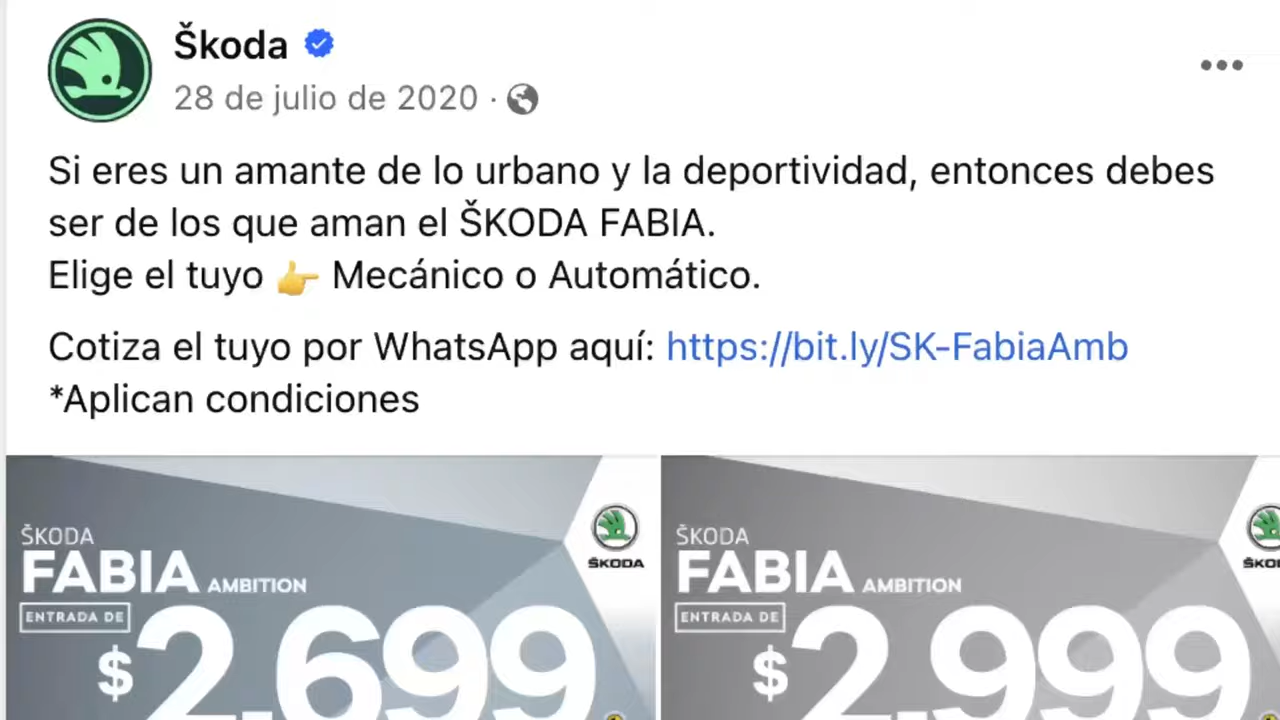 Škoda
28 de julio de 2020 ·
Si eres un amante de lo urbano y la deportividad, entonces debes
ser de los que aman el ŠKODA FABIA.
Elige el tuyo 👉 Mecánico o Automático.
Cotiza el tuyo por WhatsApp aquí: https://bit.ly/SK-FabiaAmb
*Aplican condiciones
ŠKODA
FABIA AMBITION
ENTRADA DE
$2.699
ŠKODA
ŠKODA
FABIA AMBITION
ENTRADA DE
$2.999
ŠKO